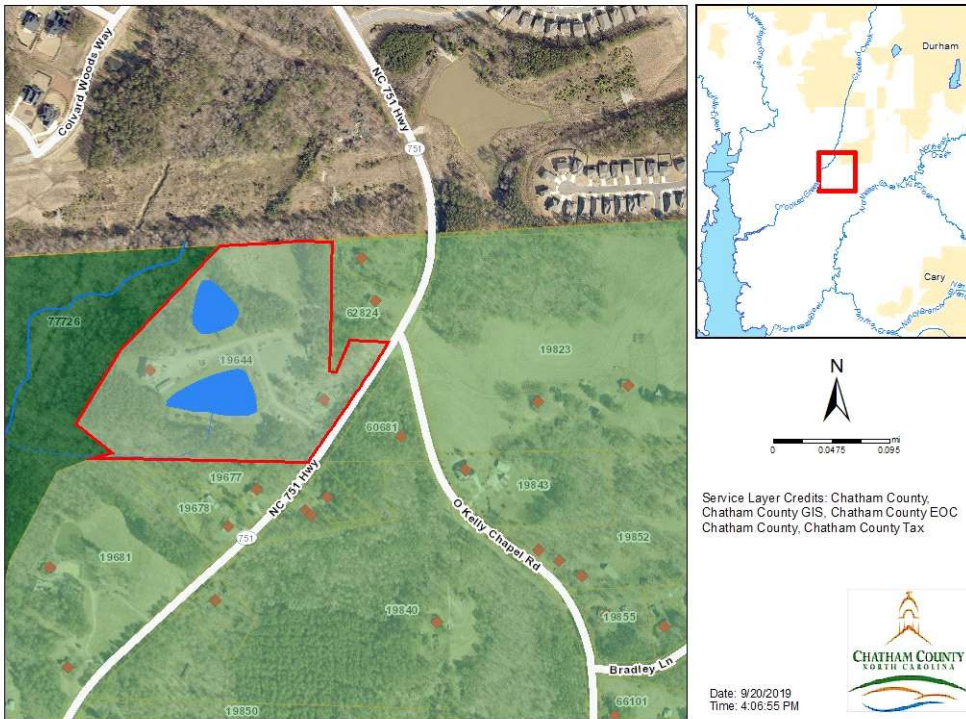 Colvard Woods Way
NC 751 Hwy
751
77726
62824
19644
19823
60681
19677
NC 751 Hwy
19678
19843
751
O Kelly Chapel Rd
19681
19852
19840
19855
Bradley Ln
66101
19850
Durham
Crooked Creek
Cary
N
mi
0 0.0475 0.095
Service Layer Credits: Chatham County,
Chatham County GIS, Chatham County EOC
Chatham County, Chatham County Tax
CHATHAM COUNTY
NORTH CAROLINA
Date: 9/20/2019
Time: 4:06:55 PM